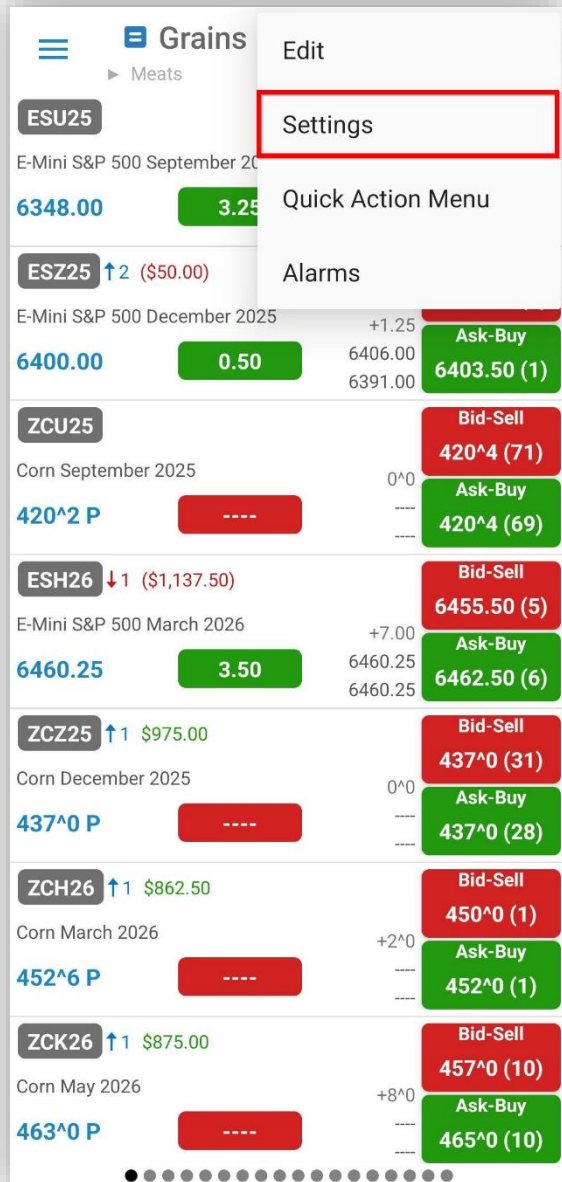 Grains
Meats
Edit
Settings
Quick Action Menu
Alarms
ESU25
E-Mini S&P 500 September 20
6348.00
3.25
ESZ25 ↑2 ($50.00)
E-Mini S&P 500 December 2025
6400.00
0.50
+1.25
6406.00
6391.00
Ask-Buy
6403.50 (1)
ZCU25
Corn September 2025
420^2 P
----
0^0
----
----
Bid-Sell
420^4 (71)
Ask-Buy
420^4 (69)
ESH26 ↓1 ($1,137.50)
E-Mini S&P 500 March 2026
6460.25
3.50
+7.00
6460.25
6460.25
Bid-Sell
6455.50 (5)
Ask-Buy
6462.50 (6)
ZCZ25 ↑1 $975.00
Corn December 2025
437^0 P
----
0^0
----
----
Bid-Sell
437^0 (31)
Ask-Buy
437^0 (28)
ZCH26 ↑1 $862.50
Corn March 2026
452^6 P
----
+2^0
----
----
Bid-Sell
450^0 (1)
Ask-Buy
452^0 (1)
ZCK26 ↑1 $875.00
Corn May 2026
463^0 P
----
+8^0
----
----
Bid-Sell
457^0 (10)
Ask-Buy
465^0 (10)